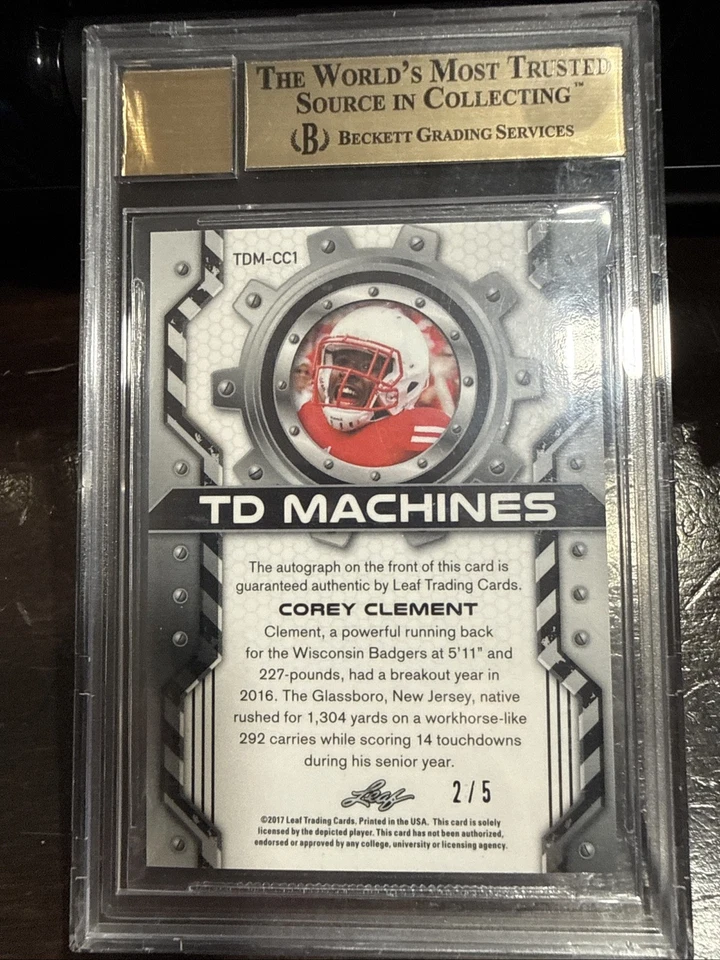 THE WORLD'S MOST TRUSTED
SOURCE IN COLLECTING™
(B) BECKETT GRADING SERVICES
TDM-CC1
TD MACHINES
The autograph on the front of this card is
guaranteed authentic by Leaf Trading Cards.
COREY CLEMENT
Clement, a powerful running back
for the Wisconsin Badgers at 5'11" and
227-pounds, had a breakout year in
2016. The Glassboro, New Jersey, native
rushed for 1,304 yards on a workhorse-like
292 carries while scoring 14 touchdowns
during his senior year.
Leaf 2/5
©2017 Leaf Trading Cards. Printed in the USA. This card is solely
licensed by the depicted player. This card has not been authorized,
endorsed or approved by any college, university or licensing agency.